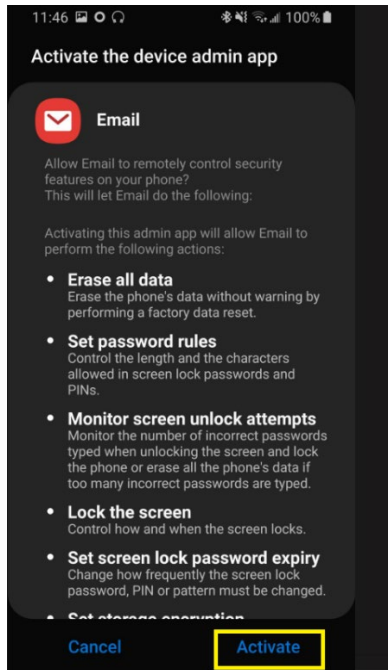 11:46 100%
Activate the device admin app
Email
Allow Email to remotely control security
features on your phone?
This will let Email do the following:
Activating this admin app will allow Email to
perform the following actions:
• Erase all data
Erase the phone's data without warning by
performing a factory data reset.
• Set password rules
Control the length and the characters
allowed in screen lock passwords and
PINs.
• Monitor screen unlock attempts
Monitor the number of incorrect passwords
typed when unlocking the screen and lock
the phone or erase all the phone's data if
too many incorrect passwords are typed.
• Lock the screen
Control how and when the screen locks.
• Set screen lock password expiry
Change how frequently the screen lock
password, PIN or pattern must be changed.
• Set storage encryption
Cancel Activate